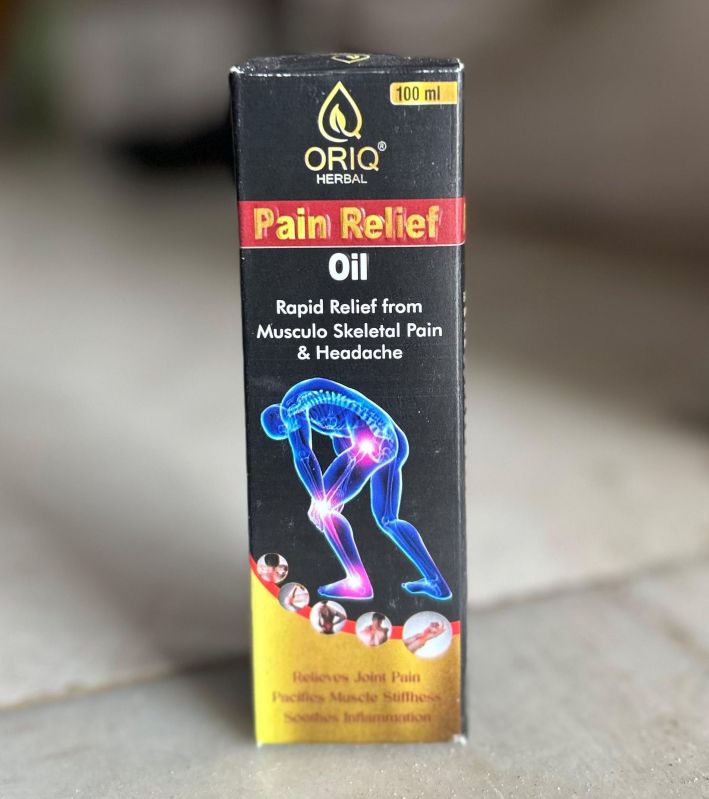 100 ml
ORIQ®
HERBAL
Pain Relief
Oil
Rapid Relief from
Musculo Skeletal Pain
& Headache
Relieves Joint Pain
Pacifies Muscle Stiffness
Soothes Inflammation